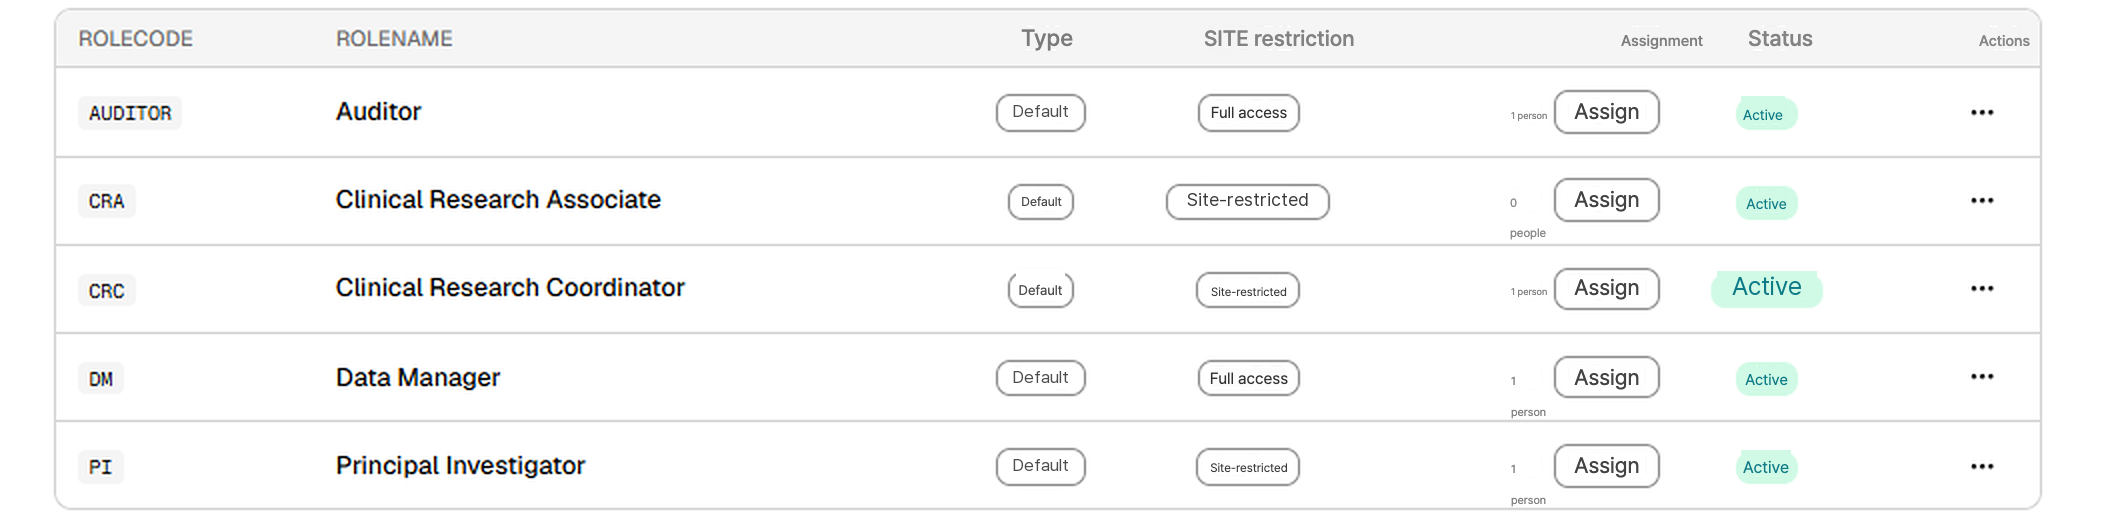 ROLECODE ROLENAME Type SITE restriction Assignment Status Actions
AUDITOR Auditor Default Full access 1 person Assign Active
CRA Clinical Research Associate Default Site-restricted 0 people Assign Active
CRC Clinical Research Coordinator Default Site-restricted 1 person Assign Active
DM Data Manager Default Full access 1 person Assign Active
PI Principal Investigator Default Site-restricted 1 person Assign Active